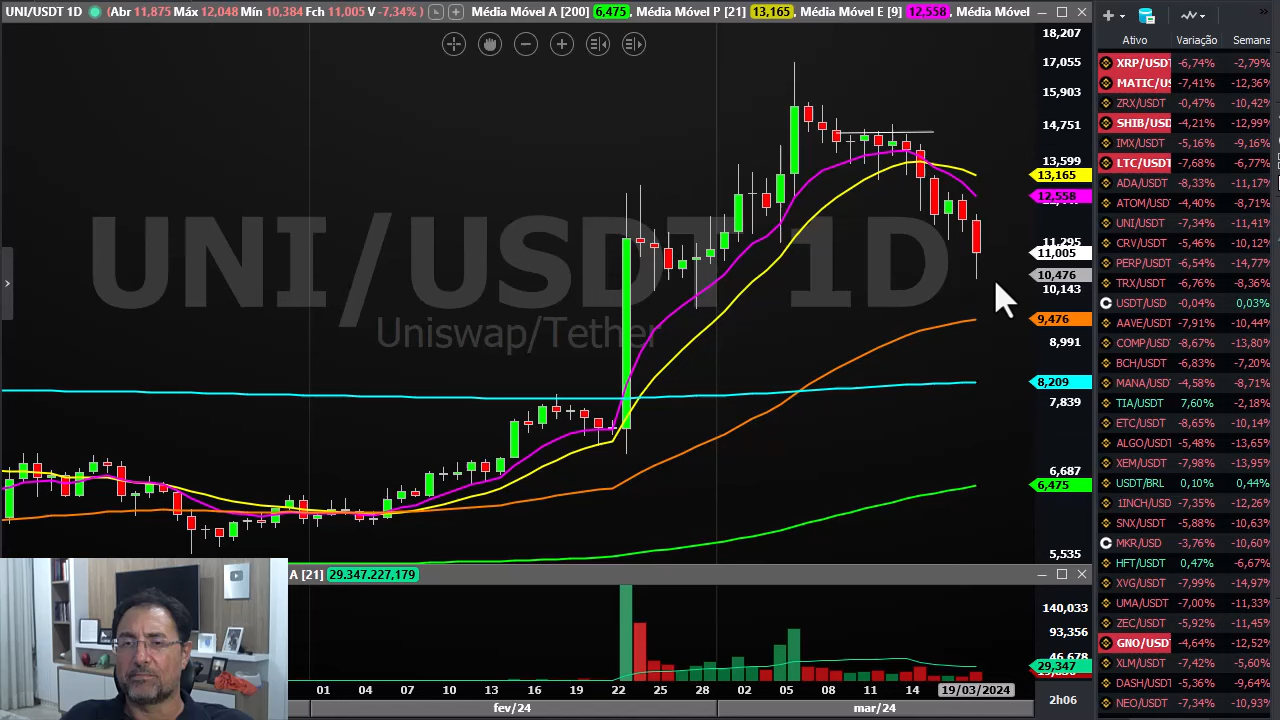 UNI/USDT 1D (Abr 11,875 Máx 12,048 Mín 10,384 Fch 11,005 V -7,34%) Média Móvel A [200] 6,475, Média Móvel P [21] 13,165, Média Móvel E [9] 12,558, Média Móvel
Ativo Variação Semana
18,207
17,055
15,903
14,751
13,599
13,165
12,558
11,295
11,005
10,476
10,143
9,476
8,991
8,209
7,839
6,687
6,475
5,535
UNI/USDT 1D
Uniswap/Tether
XRP/USDT -6,74% -2,79%
MATIC/US -7,41% -12,36%
ZRX/USDT -0,47% -10,42%
SHIB/USD -4,21% -12,99%
IMX/USDT -5,16% -9,16%
LTC/USDT -7,68% -6,77%
ADA/USDT -8,33% -11,17%
ATOM/USDT -4,40% -8,71%
UNI/USDT -7,34% -11,41%
CRV/USDT -5,46% -10,12%
PERP/USDT -6,54% -14,77%
TRX/USDT -6,76% -8,36%
USDT/USD -0,04% 0,03%
AAVE/USDT -7,91% -10,44%
COMP/USDT -8,67% -13,80%
BCH/USDT -6,83% -7,20%
MANA/USDT -4,58% -8,71%
TIA/USDT 7,60% -2,18%
ETC/USDT -8,65% -10,14%
ALGO/USDT -5,48% -13,65%
XEM/USDT -7,98% -13,95%
USDT/BRL 0,10% 0,44%
1INCH/USDT -7,35% -12,26%
SNX/USDT -5,88% -10,63%
MKR/USD -3,76% -10,60%
HFT/USDT 0,47% -6,67%
XVG/USDT -7,99% -14,97%
UMA/USDT -7,00% -11,33%
ZEC/USDT -5,92% -11,45%
GNO/USDT -4,64% -12,52%
XLM/USDT -7,42% -5,60%
DASH/USDT -5,36% -9,64%
NEO/USDT -7,34% -10,93%
A [21] 29.347.227,179
140,033
93,356
46,678
29,347
01 04 07 10 13 16 19 22 25 28 02 05 08 11 14 19/03/2024
fev/24 mar/24
2h06